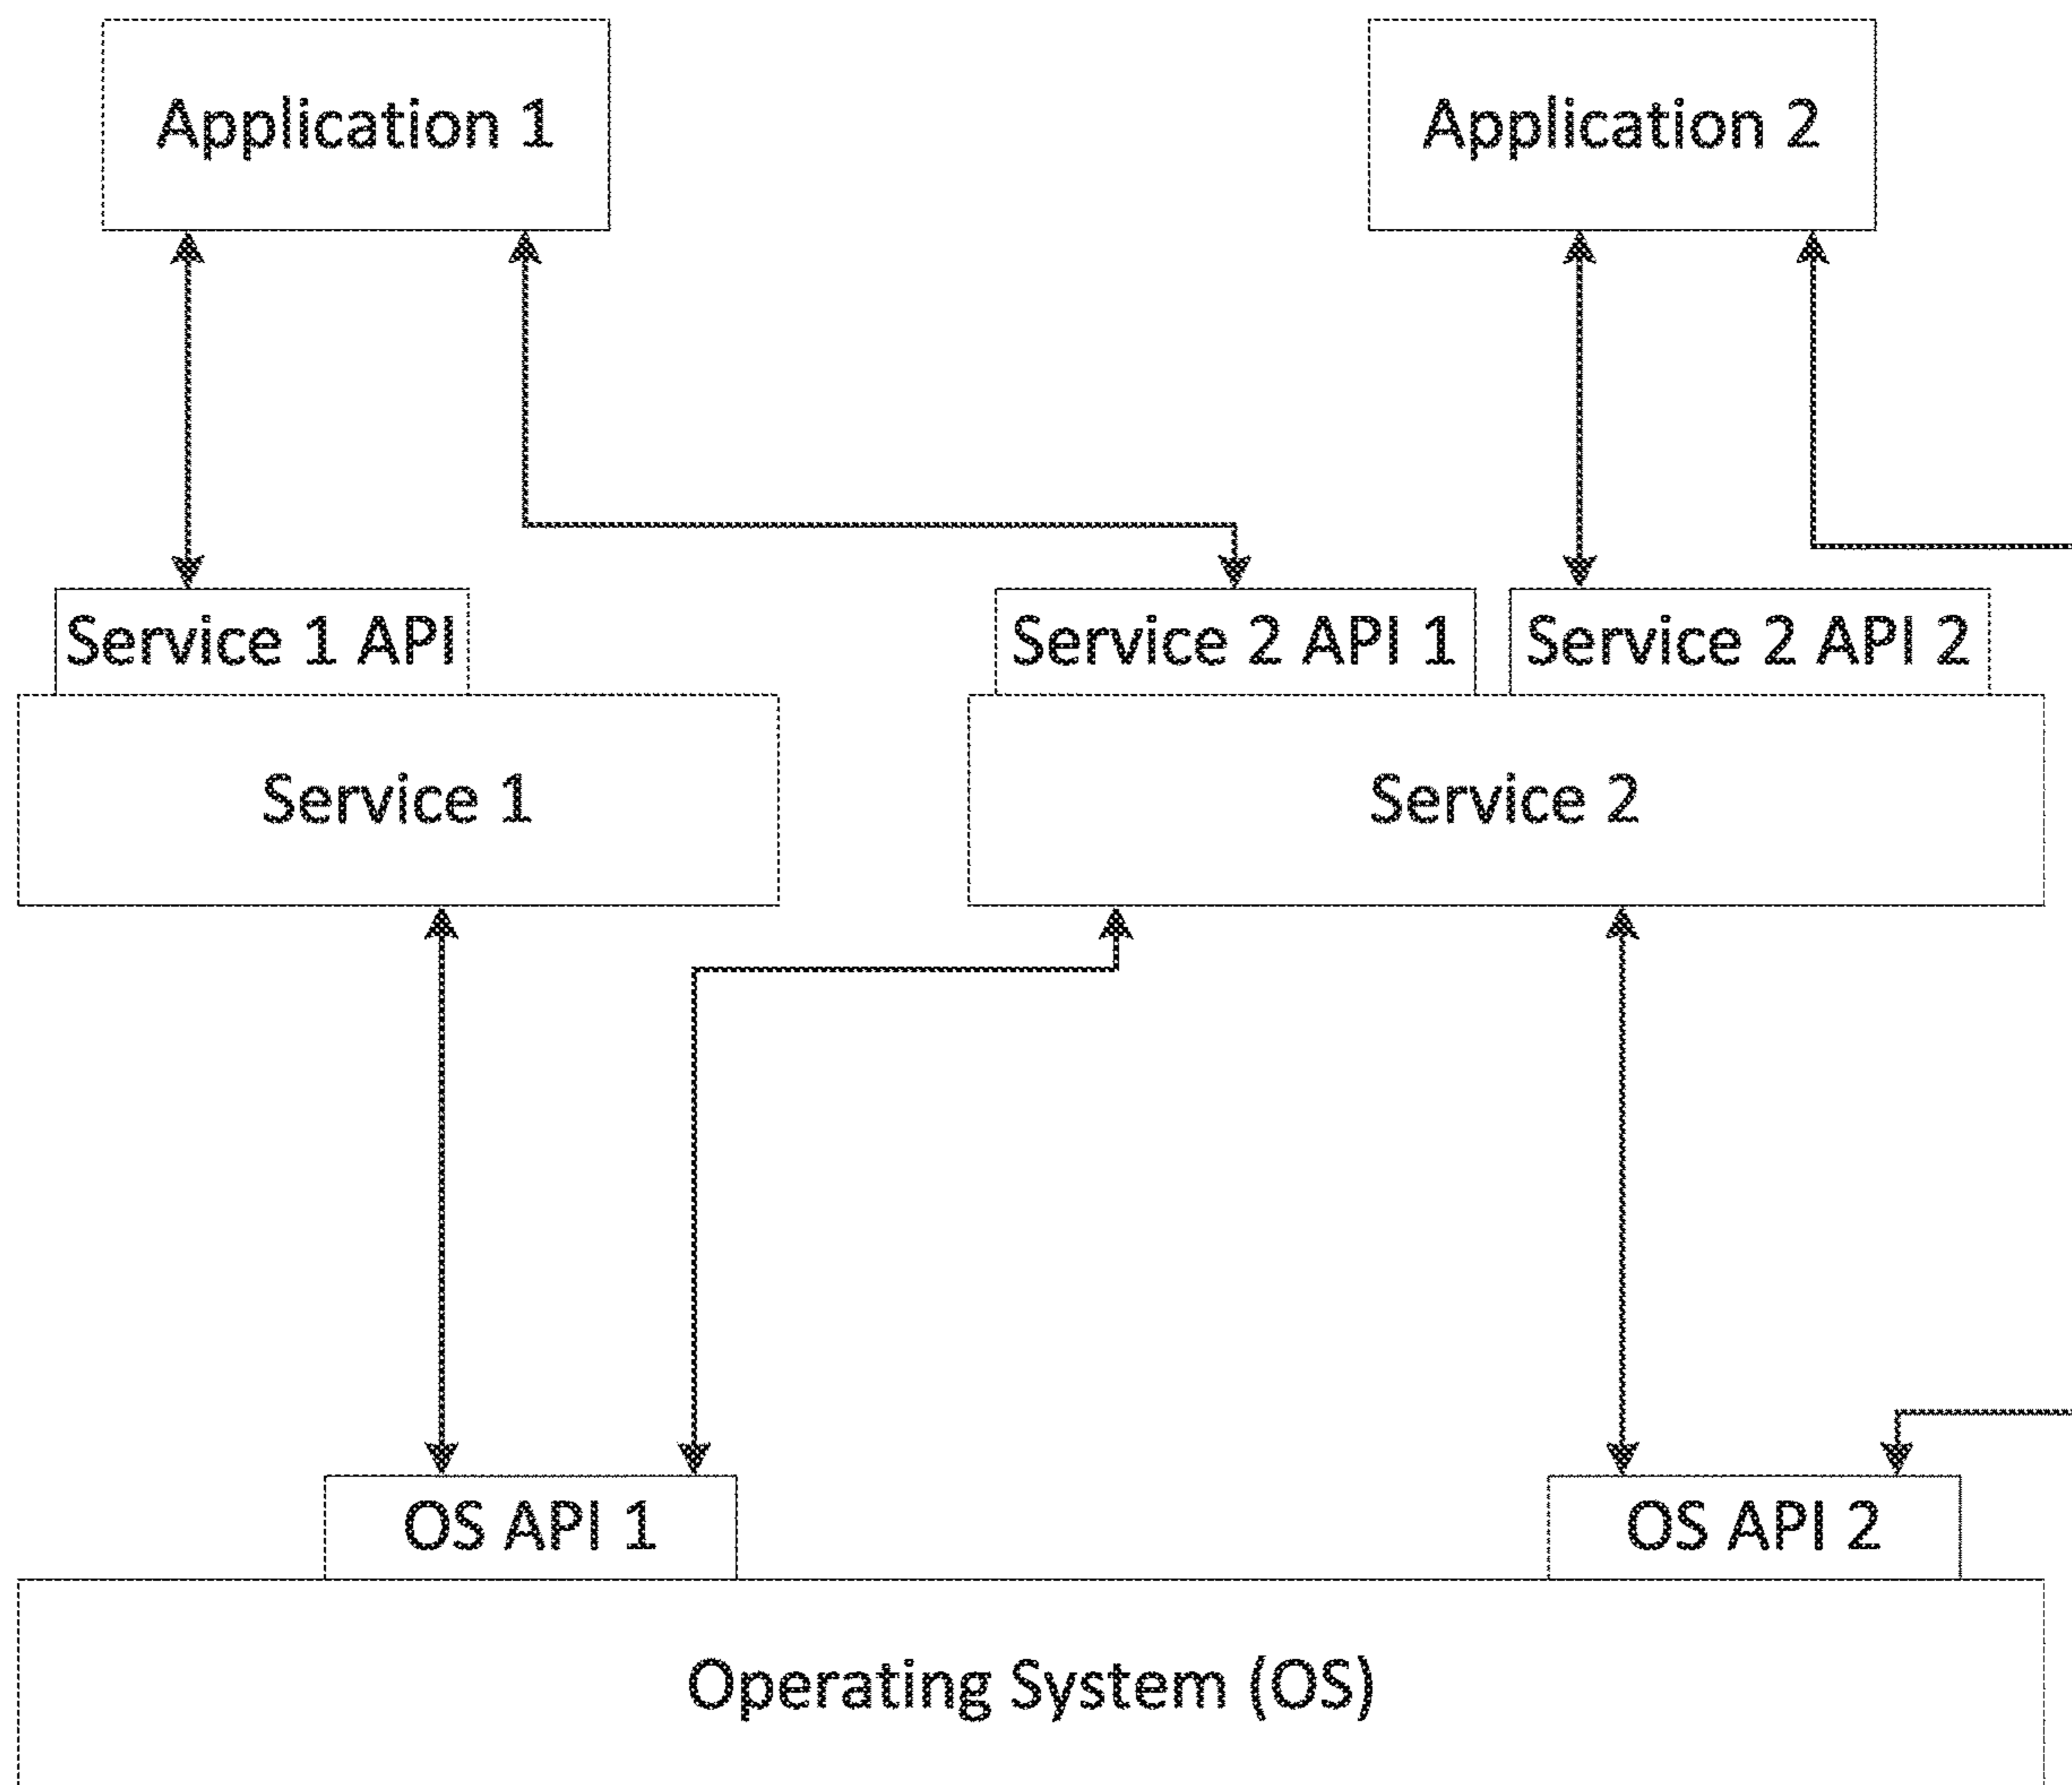 Application 1
Application 2
Service 1 API
Service 2 API 1
Service 2 API 2
Service 1
Service 2
OS API 1
OS API 2
Operating System (OS)